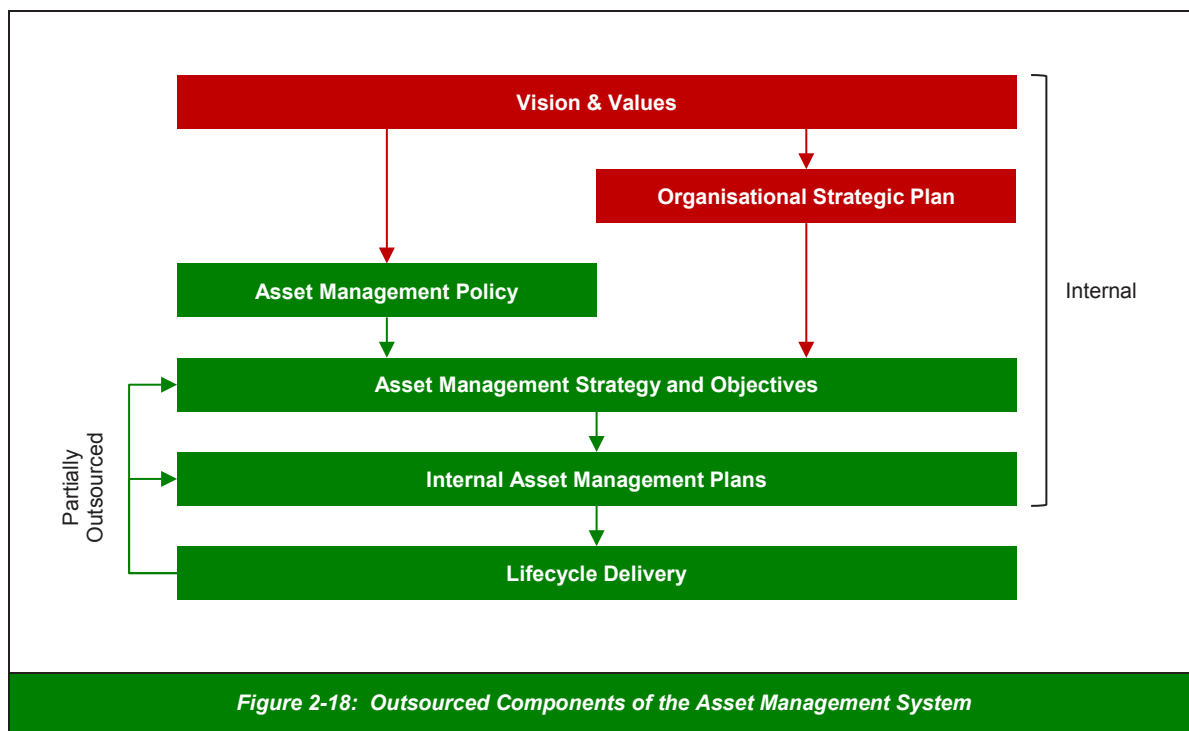 Vision & Values
Organisational Strategic Plan
Asset Management Policy
Internal
Asset Management Strategy and Objectives
Partially
Outsourced
Internal Asset Management Plans
Lifecycle Delivery
Figure 2-18: Outsourced Components of the Asset Management System